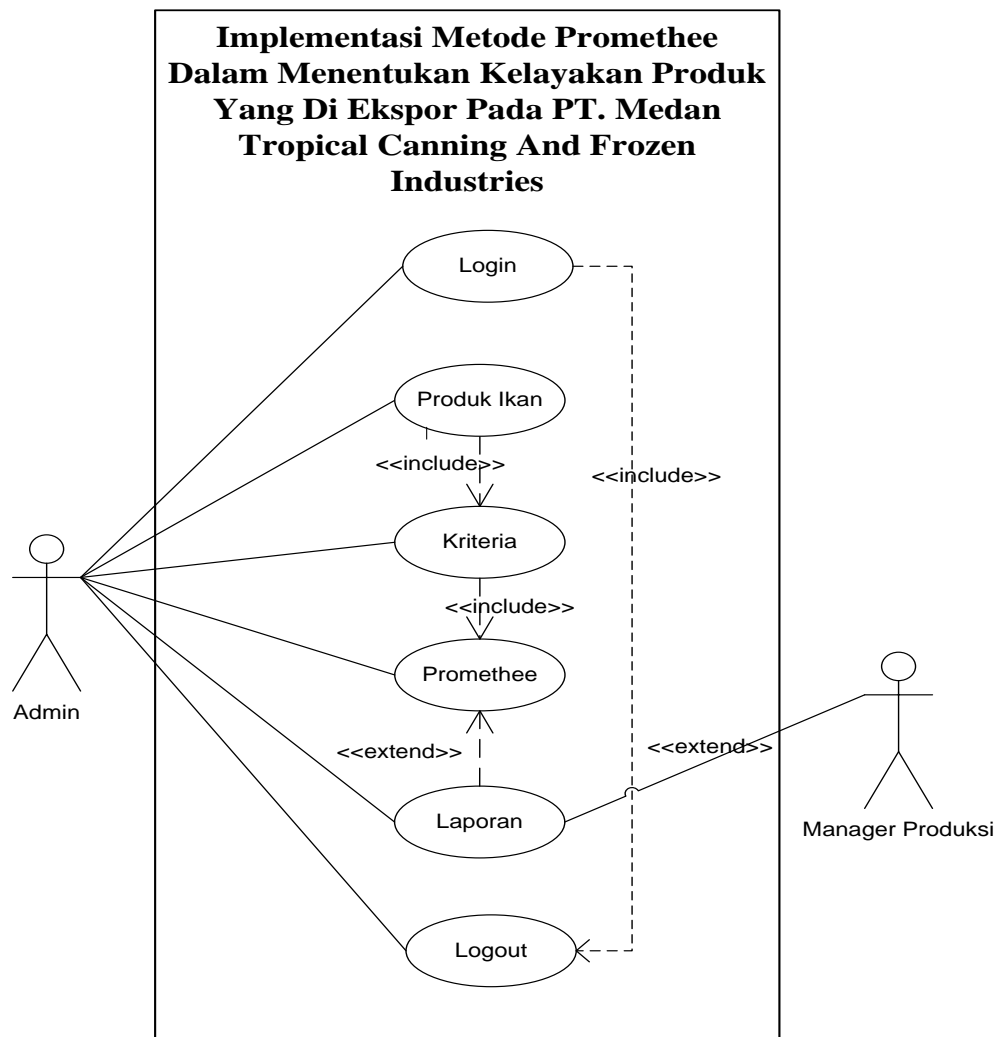 Implementasi Metode Promethee
Dalam Menentukan Kelayakan Produk
Yang Di Ekspor Pada PT. Medan
Tropical Canning And Frozen
Industries
Login
Produk Ikan
<<include>>
<<include>>
Kriteria
<<include>>
Promethee
Admin
<<extend>>
<<extend>>
Laporan
Manager Produksi
Logout